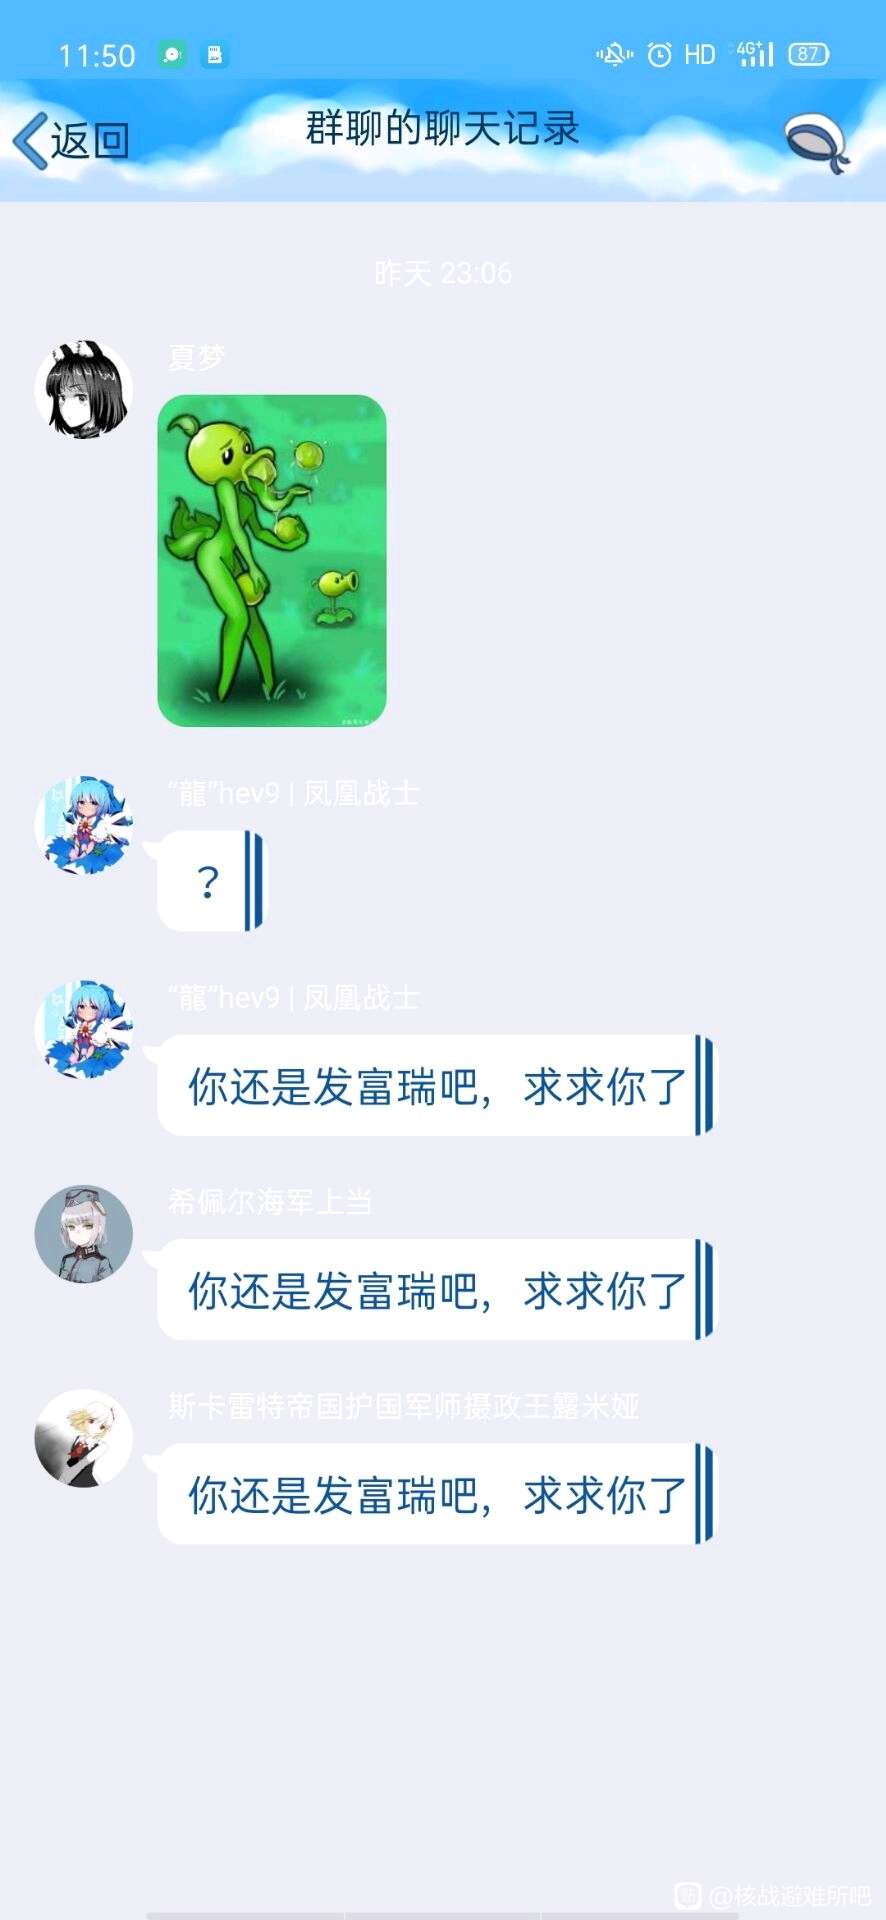 11:50
HD 4G+ 87
返回
群聊的聊天记录
昨天 23:06
夏梦
“龍”hev9 | 凤凰战士
？
“龍”hev9 | 凤凰战士
你还是发富瑞吧，求求你了
希佩尔海军上当
你还是发富瑞吧，求求你了
斯卡雷特帝国护国军师摄政王露米娅
你还是发富瑞吧，求求你了
贴 @核战避难所吧